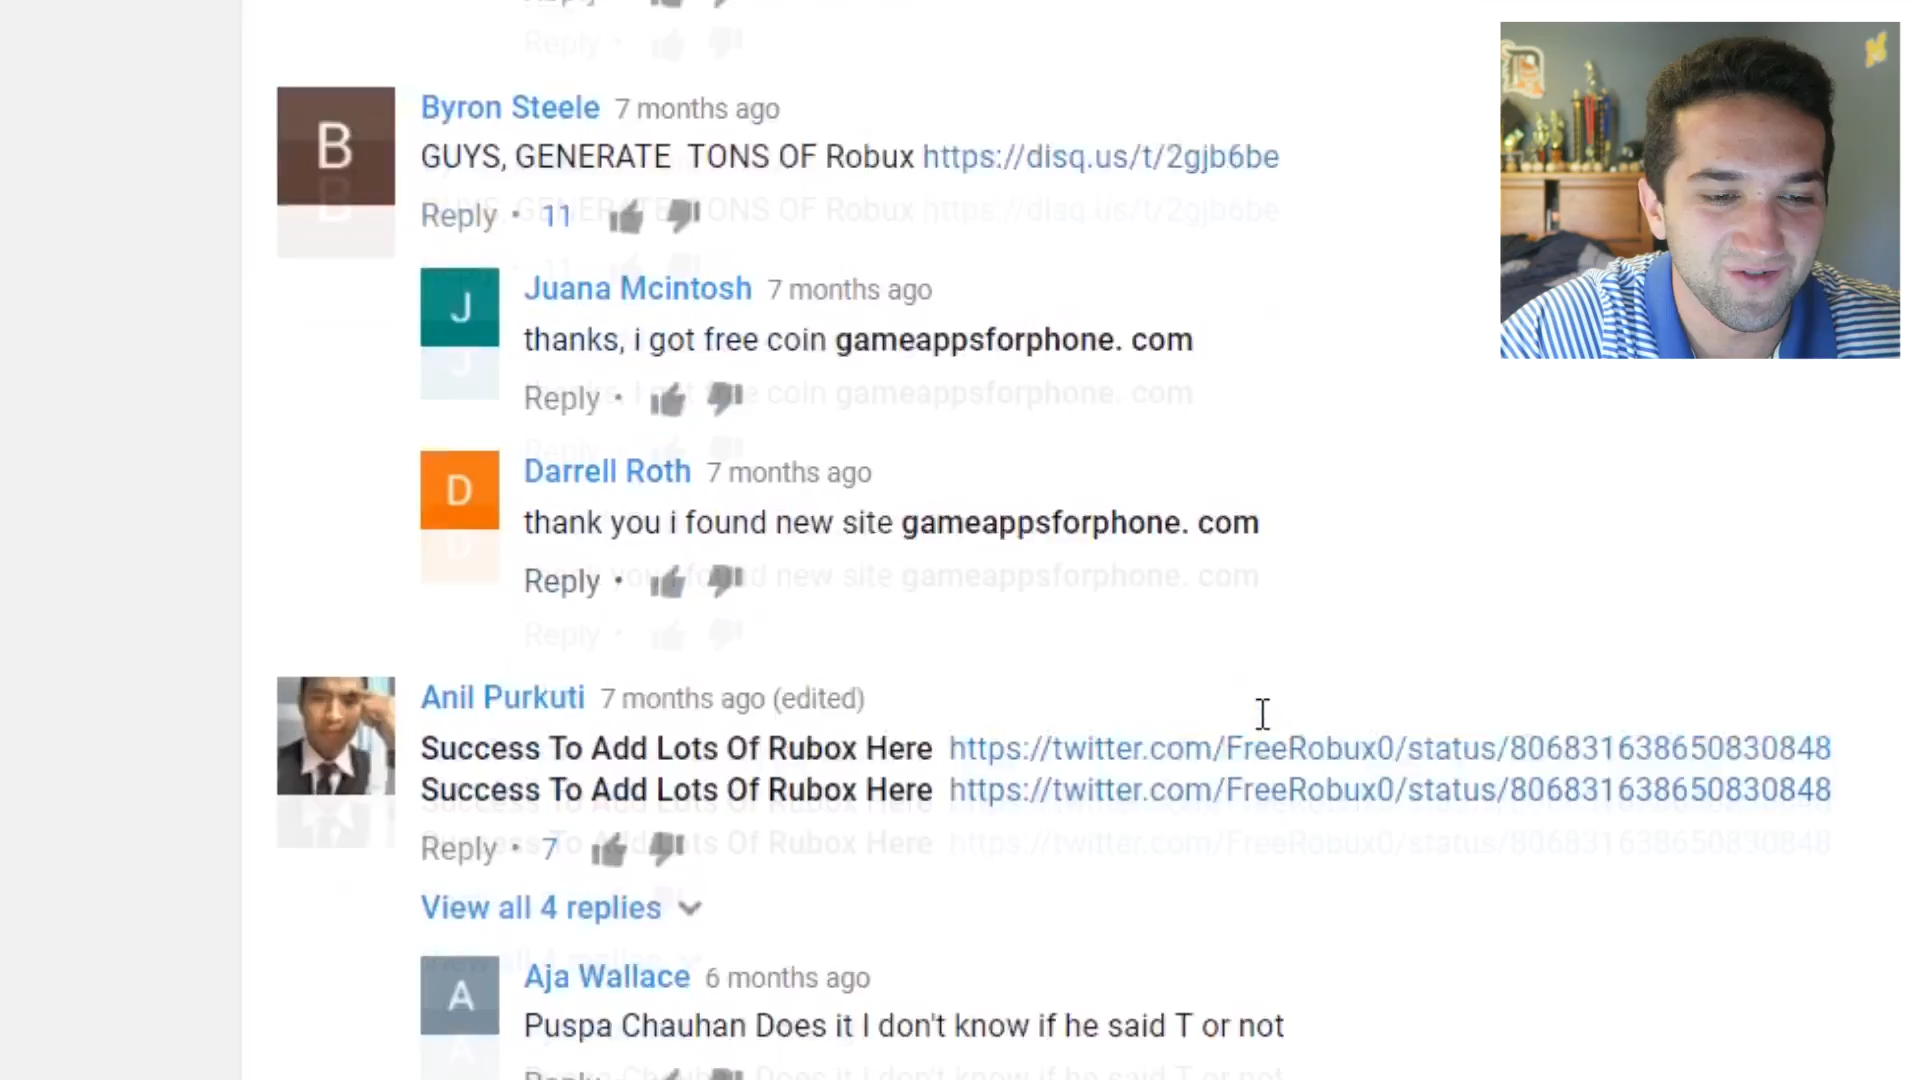 Reply •
B
Byron Steele 7 months ago
GUYS, GENERATE TONS OF Robux https://disq.us/t/2gjb6be
Reply • 11
J
Juana Mcintosh 7 months ago
thanks, i got free coin gameappsforphone. com
Reply •
D
Darrell Roth 7 months ago
thank you i found new site gameappsforphone. com
Reply •
Anil Purkuti 7 months ago (edited)
Success To Add Lots Of Rubox Here https://twitter.com/FreeRobux0/status/806831638650830848
Success To Add Lots Of Rubox Here https://twitter.com/FreeRobux0/status/806831638650830848
Reply • 7
View all 4 replies
A
Aja Wallace 6 months ago
Puspa Chauhan Does it I don't know if he said T or not
Reply